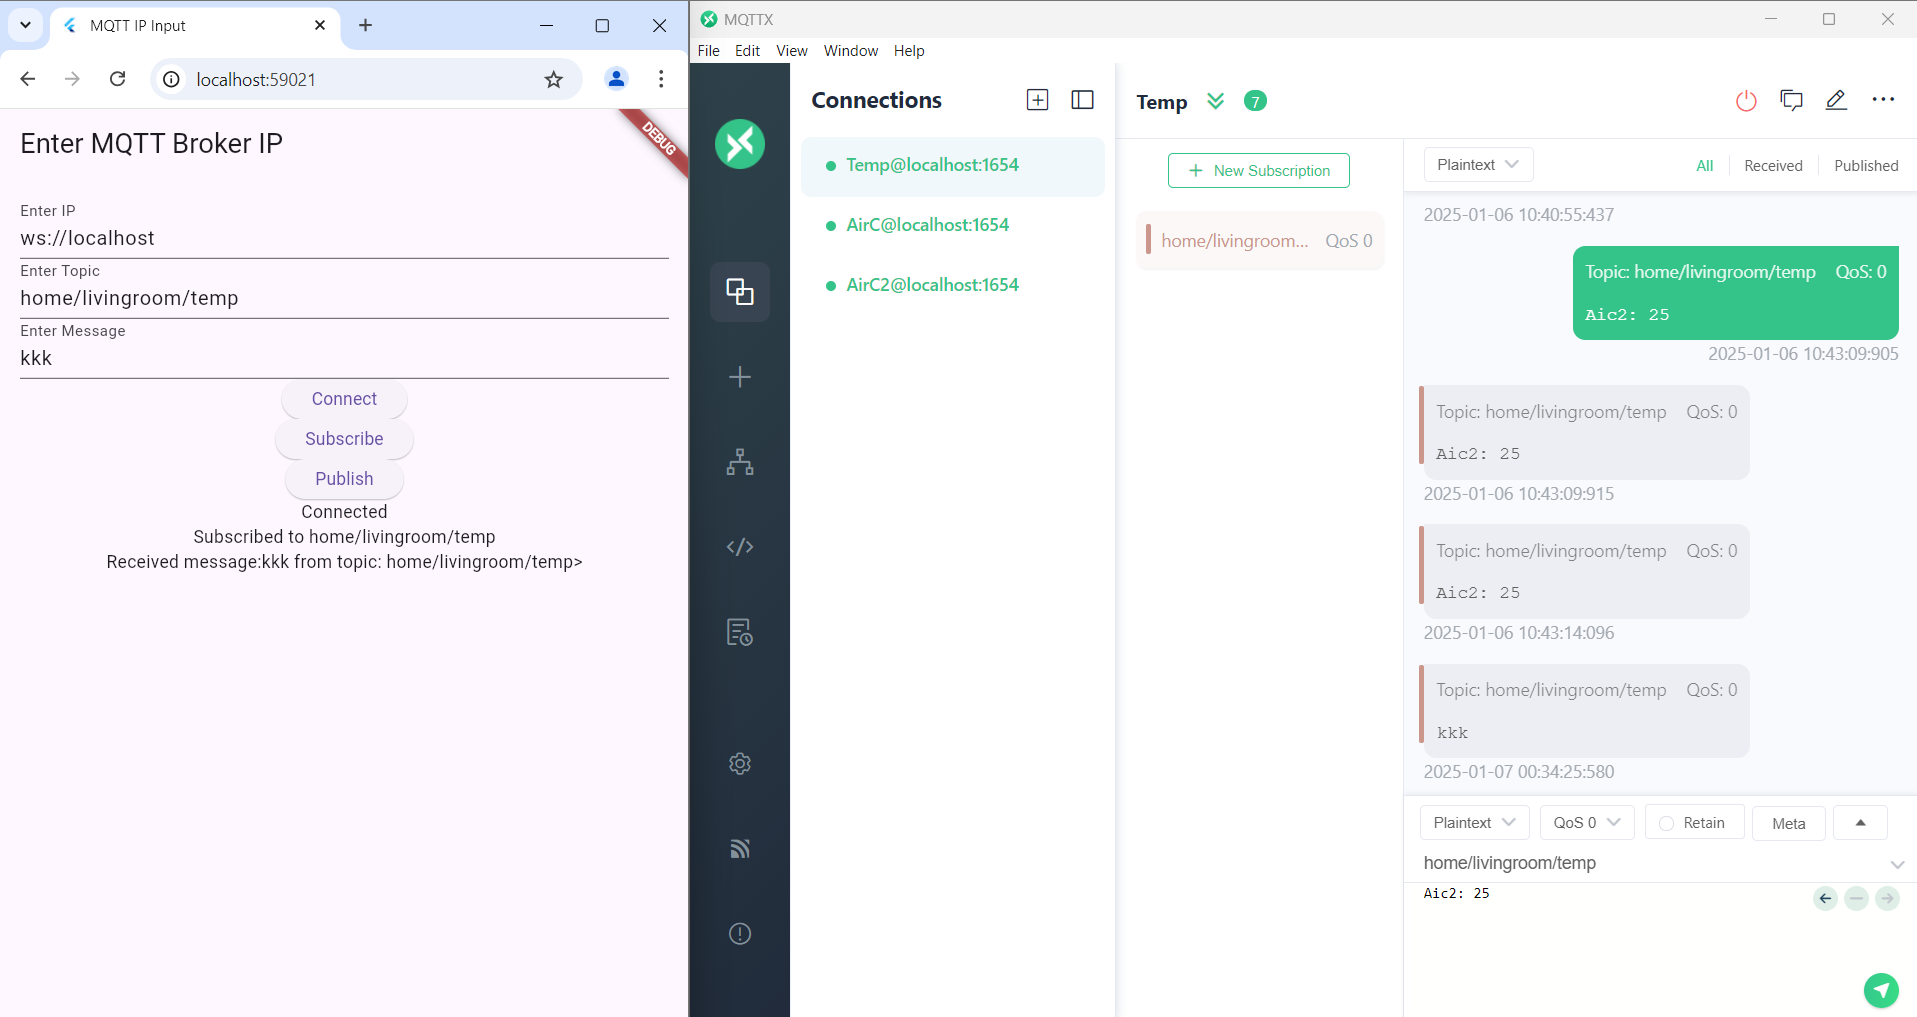 MQTT IP Input
localhost:59021
DEBUG
Enter MQTT Broker IP
Enter IP
ws://localhost
Enter Topic
home/livingroom/temp
Enter Message
kkk
Connect
Subscribe
Publish
Connected
Subscribed to home/livingroom/temp
Received message:kkk from topic: home/livingroom/temp>
MQTTX
File Edit View Window Help
Connections
Temp@localhost:1654
AirC@localhost:1654
AirC2@localhost:1654
Temp 7
New Subscription
home/livingroom... QoS 0
Plaintext All Received Published
2025-01-06 10:40:55:437
Topic: home/livingroom/temp QoS: 0
Aic2: 25
2025-01-06 10:43:09:905
Topic: home/livingroom/temp QoS: 0
Aic2: 25
2025-01-06 10:43:09:915
Topic: home/livingroom/temp QoS: 0
Aic2: 25
2025-01-06 10:43:14:096
Topic: home/livingroom/temp QoS: 0
kkk
2025-01-07 00:34:25:580
Plaintext QoS 0 Retain Meta
home/livingroom/temp
Aic2: 25